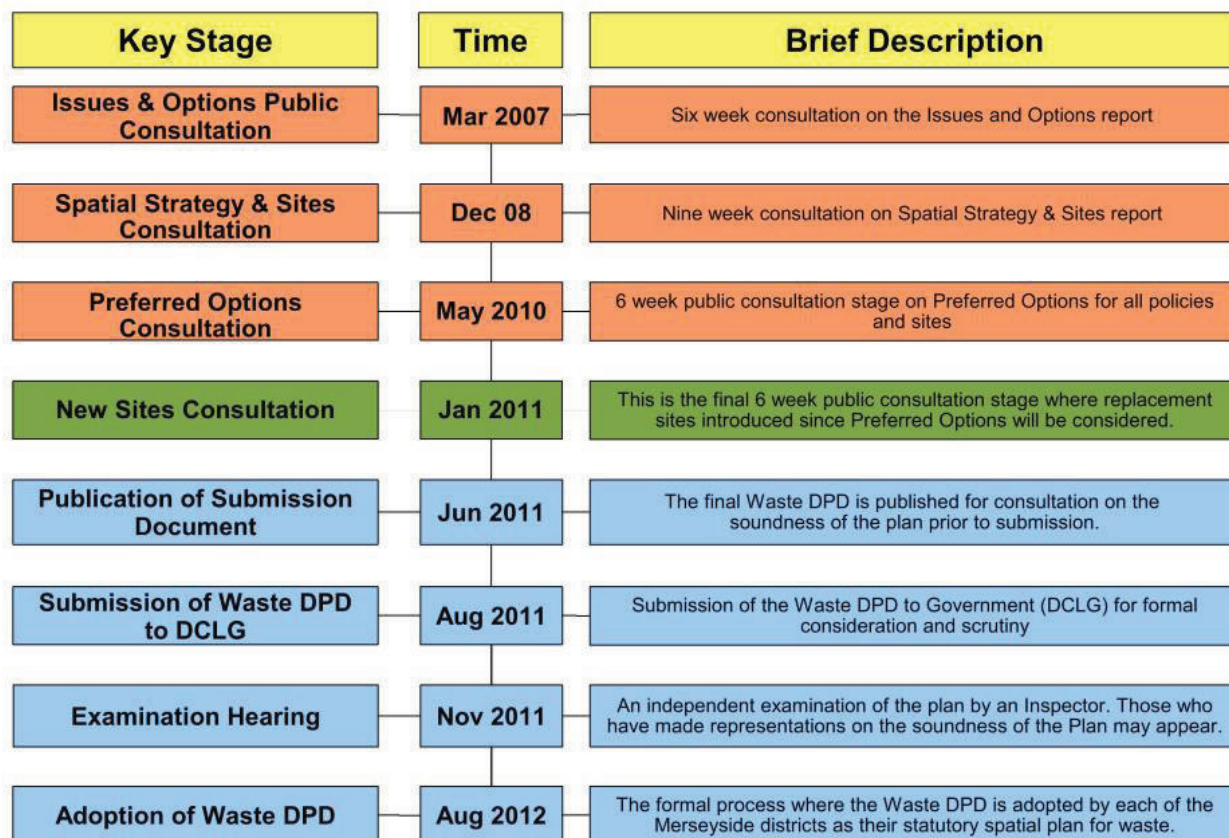 Key Stage
Time
Brief Description
Issues & Options Public
Consultation
Mar 2007
Six week consultation on the Issues and Options report
Spatial Strategy & Sites
Consultation
Dec 08
Nine week consultation on Spatial Strategy & Sites report
Preferred Options
Consultation
May 2010
6 week public consultation stage on Preferred Options for all policies
and sites
New Sites Consultation
Jan 2011
This is the final 6 week public consultation stage where replacement
sites introduced since Preferred Options will be considered.
Publication of Submission
Document
Jun 2011
The final Waste DPD is published for consultation on the
soundness of the plan prior to submission.
Submission of Waste DPD
to DCLG
Aug 2011
Submission of the Waste DPD to Government (DCLG) for formal
consideration and scrutiny
Examination Hearing
Nov 2011
An independent examination of the plan by an Inspector. Those who
have made representations on the soundness of the Plan may appear.
Adoption of Waste DPD
Aug 2012
The formal process where the Waste DPD is adopted by each of the
Merseyside districts as their statutory spatial plan for waste.